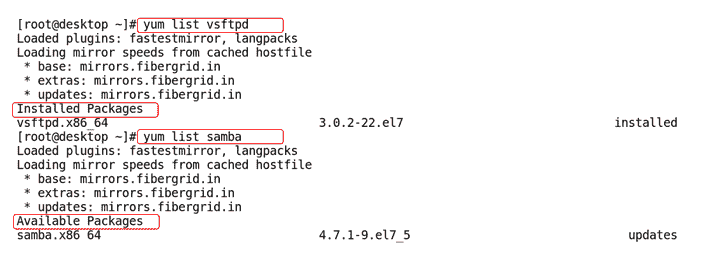 [root@desktop ~]# yum list vsftpd
Loaded plugins: fastestmirror, langpacks
Loading mirror speeds from cached hostfile
 * base: mirrors.fibergrid.in
 * extras: mirrors.fibergrid.in
 * updates: mirrors.fibergrid.in
Installed Packages
vsftpd.x86_64 3.0.2-22.el7 installed
[root@desktop ~]# yum list samba
Loaded plugins: fastestmirror, langpacks
Loading mirror speeds from cached hostfile
 * base: mirrors.fibergrid.in
 * extras: mirrors.fibergrid.in
 * updates: mirrors.fibergrid.in
Available Packages
samba.x86_64 4.7.1-9.el7_5 updates